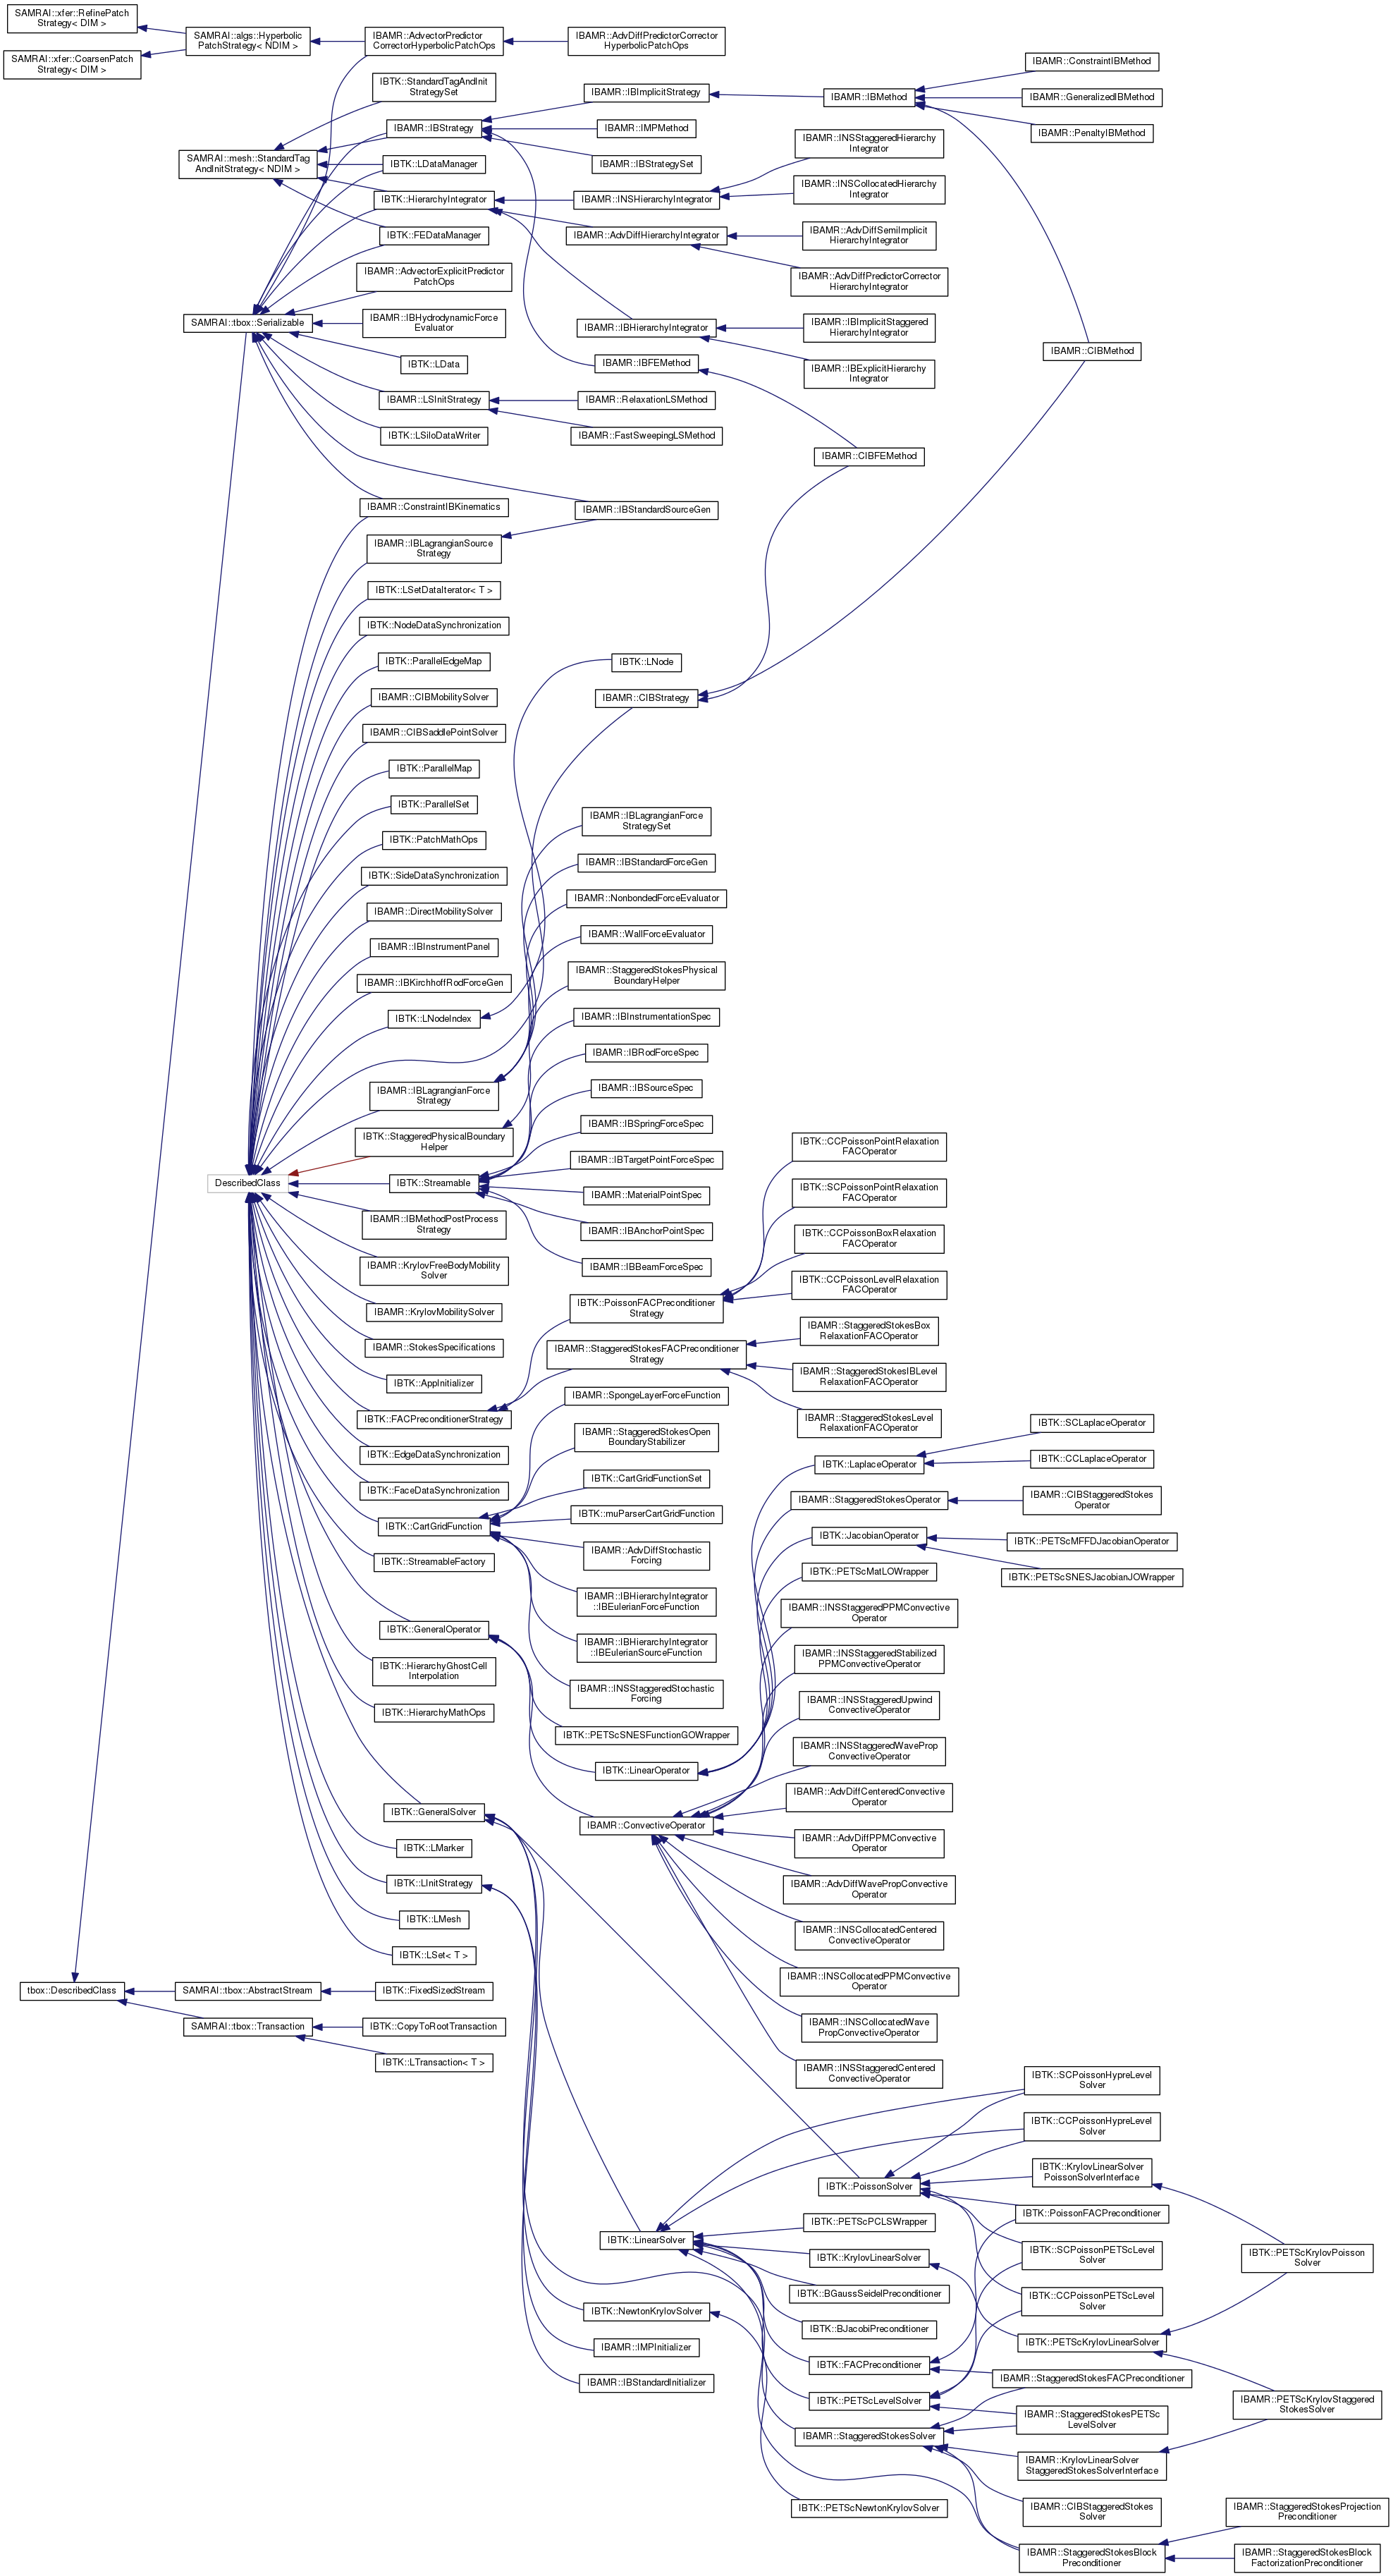 SAMRAI::xfer::RefinePatch
Strategy< DIM >
SAMRAI::xfer::CoarsenPatch
Strategy< DIM >
SAMRAI::algs::Hyperbolic
PatchStrategy< NDIM >
IBAMR::AdvectorPredictor
CorrectorHyperbolicPatchOps
IBAMR::AdvDiffPredictorCorrector
HyperbolicPatchOps
SAMRAI::mesh::StandardTag
AndInitStrategy< NDIM >
SAMRAI::tbox::Serializable
IBTK::StandardTagAndInit
StrategySet
IBAMR::IBStrategy
IBTK::LDataManager
IBTK::HierarchyIntegrator
IBTK::FEDataManager
IBAMR::AdvectorExplicitPredictor
PatchOps
IBAMR::IBHydrodynamicForce
Evaluator
IBTK::LData
IBAMR::LSInitStrategy
IBTK::LSiloDataWriter
IBAMR::ConstraintIBKinematics
IBAMR::IBLagrangianSource
Strategy
IBTK::LSetDataIterator< T >
IBTK::NodeDataSynchronization
IBTK::ParallelEdgeMap
IBAMR::CIBMobilitySolver
IBAMR::CIBSaddlePointSolver
IBTK::ParallelMap
IBTK::ParallelSet
IBTK::PatchMathOps
IBTK::SideDataSynchronization
IBAMR::DirectMobilitySolver
IBAMR::IBInstrumentPanel
IBAMR::IBKirchhoffRodForceGen
IBTK::LNodeIndex
IBAMR::IBLagrangianForce
Strategy
IBTK::StaggeredPhysicalBoundary
Helper
DescribedClass
IBTK::Streamable
IBAMR::IBMethodPostProcess
Strategy
IBAMR::KrylovFreeBodyMobility
Solver
IBAMR::KrylovMobilitySolver
IBAMR::StokesSpecifications
IBTK::AppInitializer
IBTK::FACPreconditionerStrategy
IBTK::EdgeDataSynchronization
IBTK::FaceDataSynchronization
IBTK::CartGridFunction
IBTK::StreamableFactory
IBTK::GeneralOperator
IBTK::HierarchyGhostCell
Interpolation
IBTK::HierarchyMathOps
IBTK::GeneralSolver
IBTK::LMarker
IBTK::LInitStrategy
IBTK::LMesh
IBTK::LSet< T >
tbox::DescribedClass
SAMRAI::tbox::AbstractStream
IBTK::FixedSizedStream
SAMRAI::tbox::Transaction
IBTK::CopyToRootTransaction
IBTK::LTransaction< T >
IBAMR::IBImplicitStrategy
IBAMR::IMPMethod
IBAMR::IBStrategySet
IBAMR::INSHierarchyIntegrator
IBAMR::AdvDiffHierarchyIntegrator
IBAMR::IBHierarchyIntegrator
IBAMR::IBFEMethod
IBAMR::RelaxationLSMethod
IBAMR::FastSweepingLSMethod
IBAMR::IBStandardSourceGen
IBTK::LNode
IBAMR::CIBStrategy
IBAMR::IBLagrangianForce
StrategySet
IBAMR::IBStandardForceGen
IBAMR::NonbondedForceEvaluator
IBAMR::WallForceEvaluator
IBAMR::StaggeredStokesPhysical
BoundaryHelper
IBAMR::IBInstrumentationSpec
IBAMR::IBRodForceSpec
IBAMR::IBSourceSpec
IBAMR::IBSpringForceSpec
IBAMR::IBTargetPointForceSpec
IBAMR::MaterialPointSpec
IBAMR::IBAnchorPointSpec
IBAMR::IBBeamForceSpec
IBTK::PoissonFACPreconditioner
Strategy
IBAMR::StaggeredStokesFACPreconditioner
Strategy
IBAMR::SpongeLayerForceFunction
IBAMR::StaggeredStokesOpen
BoundaryStabilizer
IBTK::CartGridFunctionSet
IBTK::muParserCartGridFunction
IBAMR::AdvDiffStochastic
Forcing
IBAMR::IBHierarchyIntegrator
::IBEulerianForceFunction
IBAMR::IBHierarchyIntegrator
::IBEulerianSourceFunction
IBAMR::INSStaggeredStochastic
Forcing
IBTK::PETScSNESFunctionGOWrapper
IBTK::LinearOperator
IBAMR::ConvectiveOperator
IBTK::LinearSolver
IBTK::NewtonKrylovSolver
IBAMR::IMPInitializer
IBAMR::IBStandardInitializer
IBAMR::IBMethod
IBAMR::INSStaggeredHierarchy
Integrator
IBAMR::INSCollocatedHierarchy
Integrator
IBAMR::AdvDiffSemiImplicit
HierarchyIntegrator
IBAMR::AdvDiffPredictorCorrector
HierarchyIntegrator
IBAMR::IBImplicitStaggered
HierarchyIntegrator
IBAMR::IBExplicitHierarchy
Integrator
IBAMR::CIBFEMethod
IBTK::CCPoissonPointRelaxation
FACOperator
IBTK::SCPoissonPointRelaxation
FACOperator
IBTK::CCPoissonBoxRelaxation
FACOperator
IBTK::CCPoissonLevelRelaxation
FACOperator
IBAMR::StaggeredStokesBox
RelaxationFACOperator
IBAMR::StaggeredStokesIBLevel
RelaxationFACOperator
IBAMR::StaggeredStokesLevel
RelaxationFACOperator
IBTK::LaplaceOperator
IBAMR::StaggeredStokesOperator
IBTK::JacobianOperator
IBTK::PETScMatLOWrapper
IBAMR::INSStaggeredPPMConvective
Operator
IBAMR::INSStaggeredStabilized
PPMConvectiveOperator
IBAMR::INSStaggeredUpwind
ConvectiveOperator
IBAMR::INSStaggeredWaveProp
ConvectiveOperator
IBAMR::AdvDiffCenteredConvective
Operator
IBAMR::AdvDiffPPMConvective
Operator
IBAMR::AdvDiffWavePropConvective
Operator
IBAMR::INSCollocatedCentered
ConvectiveOperator
IBAMR::INSCollocatedPPMConvective
Operator
IBAMR::INSCollocatedWave
PropConvectiveOperator
IBAMR::INSStaggeredCentered
ConvectiveOperator
IBTK::PoissonSolver
IBTK::PETScPCLSWrapper
IBTK::KrylovLinearSolver
IBTK::BGaussSeidelPreconditioner
IBTK::BJacobiPreconditioner
IBTK::FACPreconditioner
IBTK::PETScLevelSolver
IBAMR::StaggeredStokesSolver
IBTK::PETScNewtonKrylovSolver
IBAMR::ConstraintIBMethod
IBAMR::GeneralizedIBMethod
IBAMR::PenaltyIBMethod
IBAMR::CIBMethod
IBTK::SCLaplaceOperator
IBTK::CCLaplaceOperator
IBAMR::CIBStaggeredStokes
Operator
IBTK::PETScMFFDJacobianOperator
IBTK::PETScSNESJacobianJOWrapper
IBTK::SCPoissonHypreLevel
Solver
IBTK::CCPoissonHypreLevel
Solver
IBTK::KrylovLinearSolver
PoissonSolverInterface
IBTK::PoissonFACPreconditioner
IBTK::SCPoissonPETScLevel
Solver
IBTK::CCPoissonPETScLevel
Solver
IBTK::PETScKrylovLinearSolver
IBAMR::StaggeredStokesFACPreconditioner
IBAMR::StaggeredStokesPETSc
LevelSolver
IBAMR::KrylovLinearSolver
StaggeredStokesSolverInterface
IBAMR::CIBStaggeredStokes
Solver
IBAMR::StaggeredStokesBlock
Preconditioner
IBTK::PETScKrylovPoisson
Solver
IBAMR::PETScKrylovStaggered
StokesSolver
IBAMR::StaggeredStokesProjection
Preconditioner
IBAMR::StaggeredStokesBlock
FactorizationPreconditioner